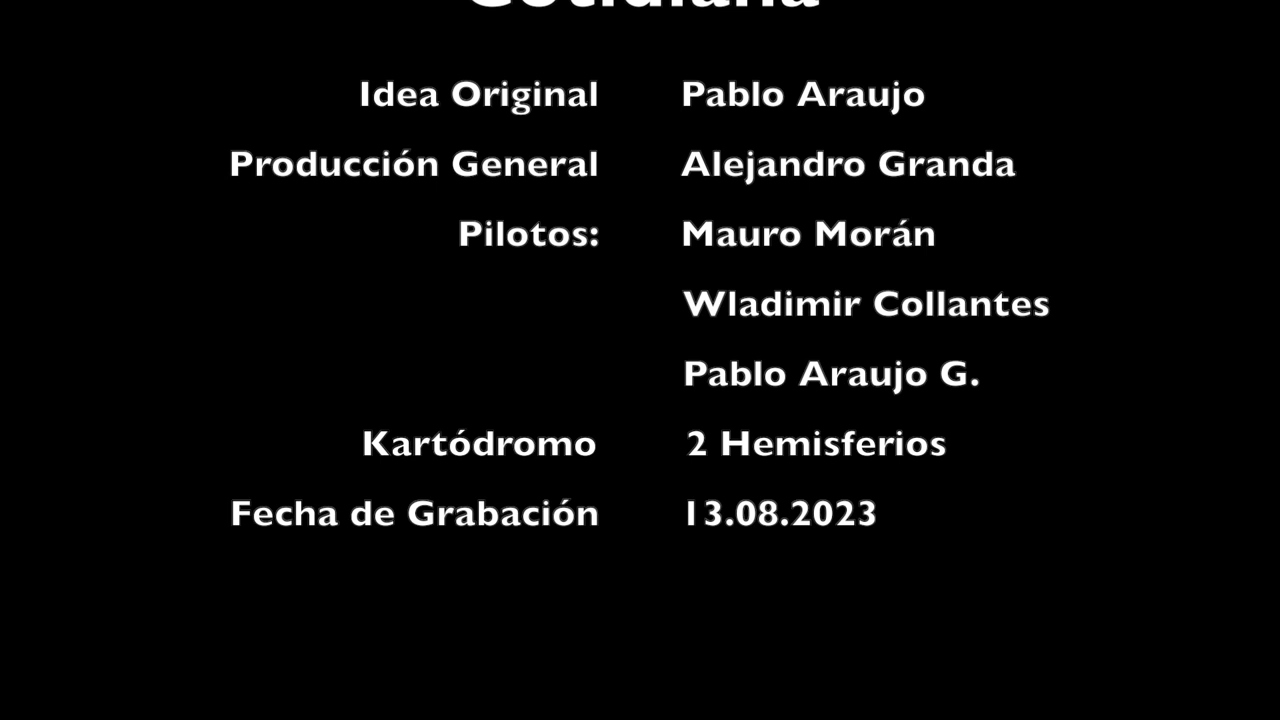 Cotidiana
Idea Original Pablo Araujo
Producción General Alejandro Granda
Pilotos: Mauro Morán
Wladimir Collantes
Pablo Araujo G.
Kartódromo 2 Hemisferios
Fecha de Grabación 13.08.2023